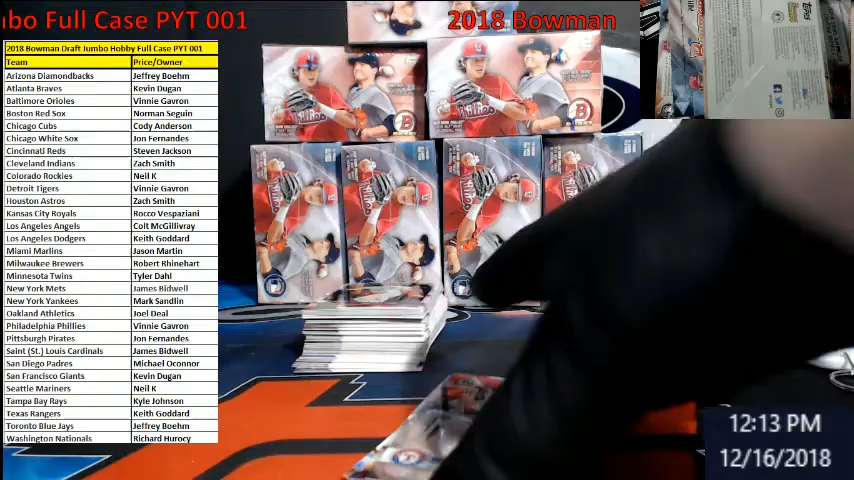 mbo Full Case PYT 001
2018 Bowman
2018 Bowman Draft Jumbo Hobby Full Case PYT 001
Team Price/Owner
Arizona Diamondbacks Jeffrey Boehm
Atlanta Braves Kevin Dugan
Baltimore Orioles Vinnie Gavron
Boston Red Sox Norman Seguin
Chicago Cubs Cody Anderson
Chicago White Sox Jon Fernandes
Cincinnati Reds Steven Jackson
Cleveland Indians Zach Smith
Colorado Rockies Neil K
Detroit Tigers Vinnie Gavron
Houston Astros Zach Smith
Kansas City Royals Rocco Vespaziani
Los Angeles Angels Colt McGillivray
Los Angeles Dodgers Keith Goddard
Miami Marlins Jason Martin
Milwaukee Brewers Robert Rhinehart
Minnesota Twins Tyler Dahl
New York Mets James Bidwell
New York Yankees Mark Sandlin
Oakland Athletics Joel Deal
Philadelphia Phillies Vinnie Gavron
Pittsburgh Pirates Jon Fernandes
Saint (St.) Louis Cardinals James Bidwell
San Diego Padres Michael Oconnor
San Francisco Giants Kevin Dugan
Seattle Mariners Neil K
Tampa Bay Rays Kyle Johnson
Texas Rangers Keith Goddard
Toronto Blue Jays Jeffrey Boehm
Washington Nationals Richard Hurocy
Phillies
Phillies
B
B
Topps
12:13 PM
12/16/2018